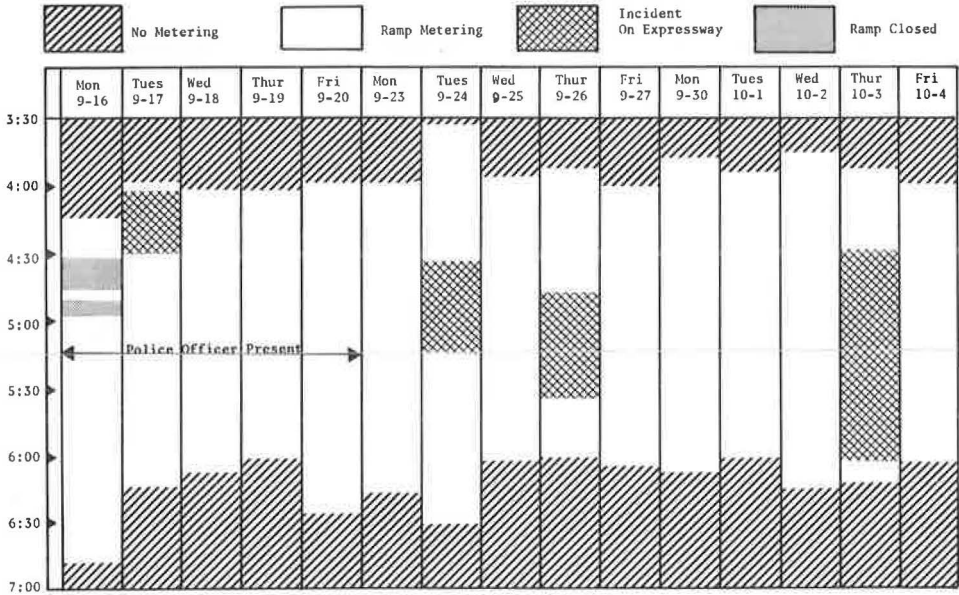 No Metering
Ramp Metering
Incident
On Expressway
Ramp Closed
Mon
9-16
Tues
9-17
Wed
9-18
Thur
9-19
Fri
9-20
Mon
9-23
Tues
9-24
Wed
9-25
Thur
9-26
Fri
9-27
Mon
9-30
Tues
10-1
Wed
10-2
Thur
10-3
Fri
10-4
3:30
4:00
4:30
5:00
Police Officer Present
5:30
6:00
6:30
7:00